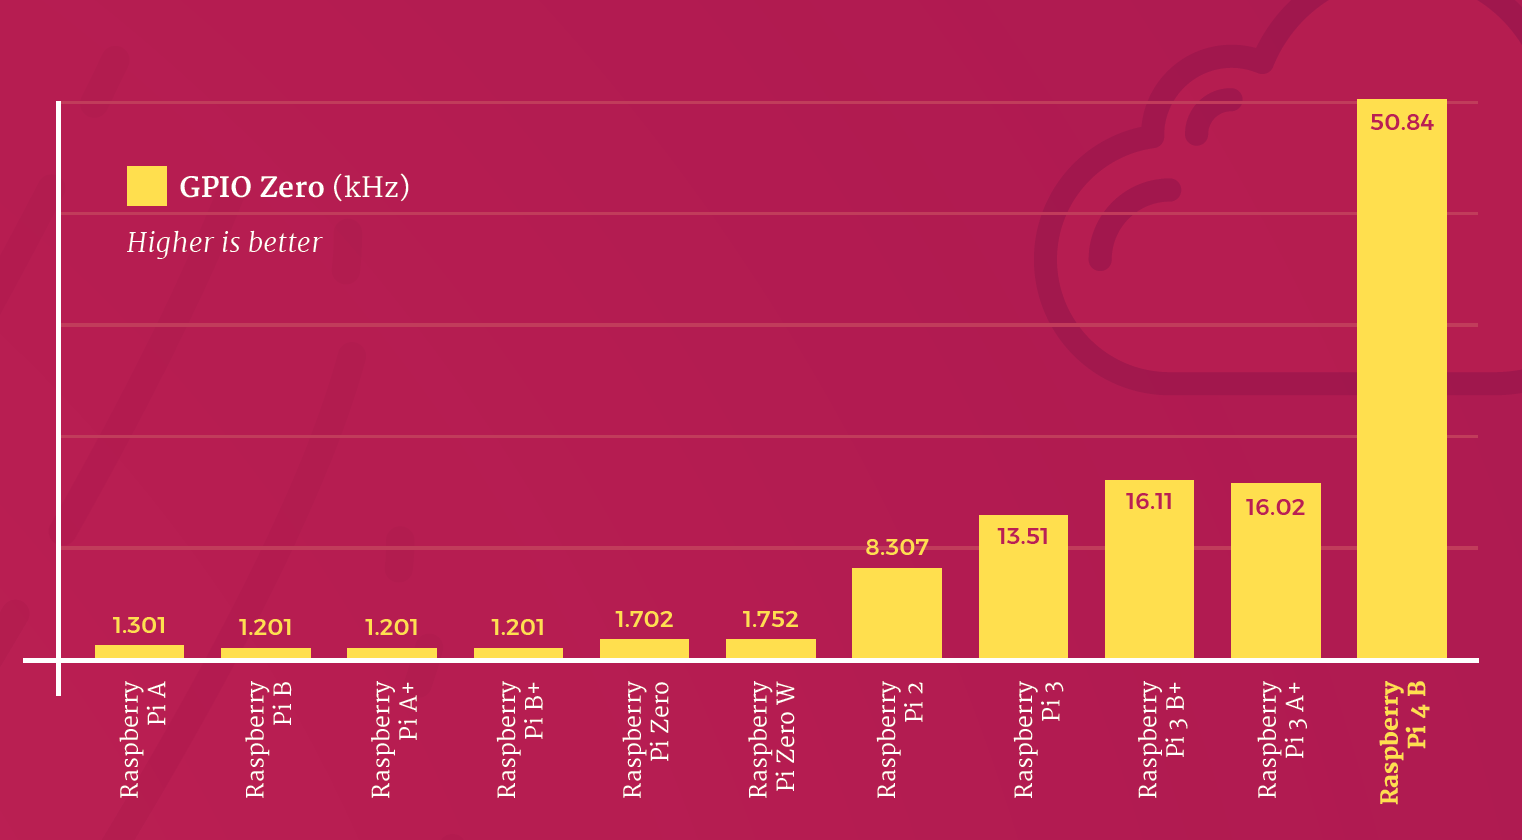 50.84
GPIO Zero (kHz)
Higher is better
16.11
16.02
13.51
8.307
1.301
1.201
1.201
1.201
1.702
1.752
Raspberry
Pi A
Raspberry
Pi B
Raspberry
Pi A+
Raspberry
Pi B+
Raspberry
Pi Zero
Raspberry
Pi Zero W
Raspberry
Pi 2
Raspberry
Pi 3
Raspberry
Pi 3 B+
Raspberry
Pi 3 A+
Raspberry
Pi 4 B